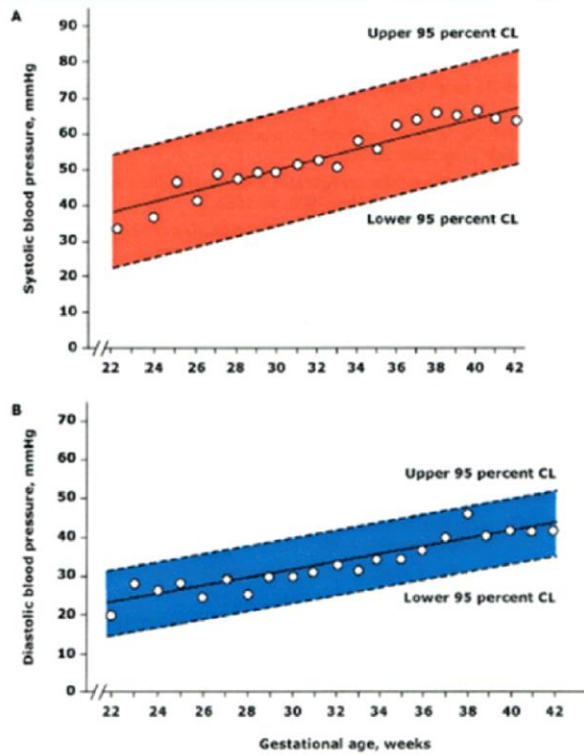 A
Upper 95 percent CL
Systolic blood pressure, mmHg
90
80
70
60
50
40
30
20
10
0
Lower 95 percent CL
22 24 26 28 30 32 34 36 38 40 42
B
Upper 95 percent CL
Diastolic blood pressure, mmHg
70
60
50
40
30
20
10
0
Lower 95 percent CL
22 24 26 28 30 32 34 36 38 40 42
Gestational age, weeks